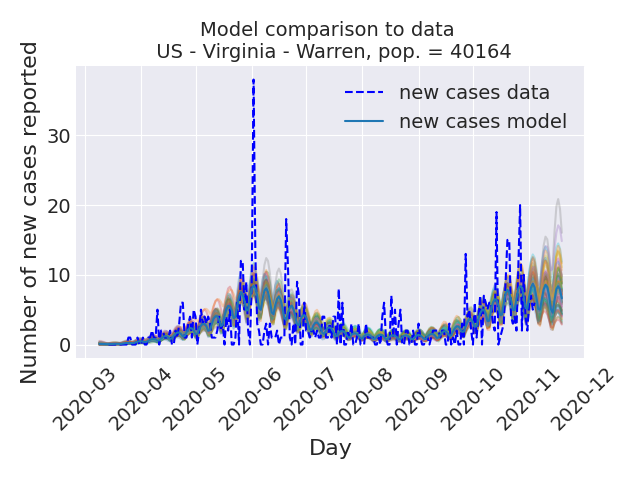 Model comparison to data
US - Virginia - Warren, pop. = 40164
Number of new cases reported
30
20
10
0
new cases data
new cases model
2020-03
2020-04
2020-05
2020-06
2020-07
2020-08
2020-09
2020-10
2020-11
2020-12
Day